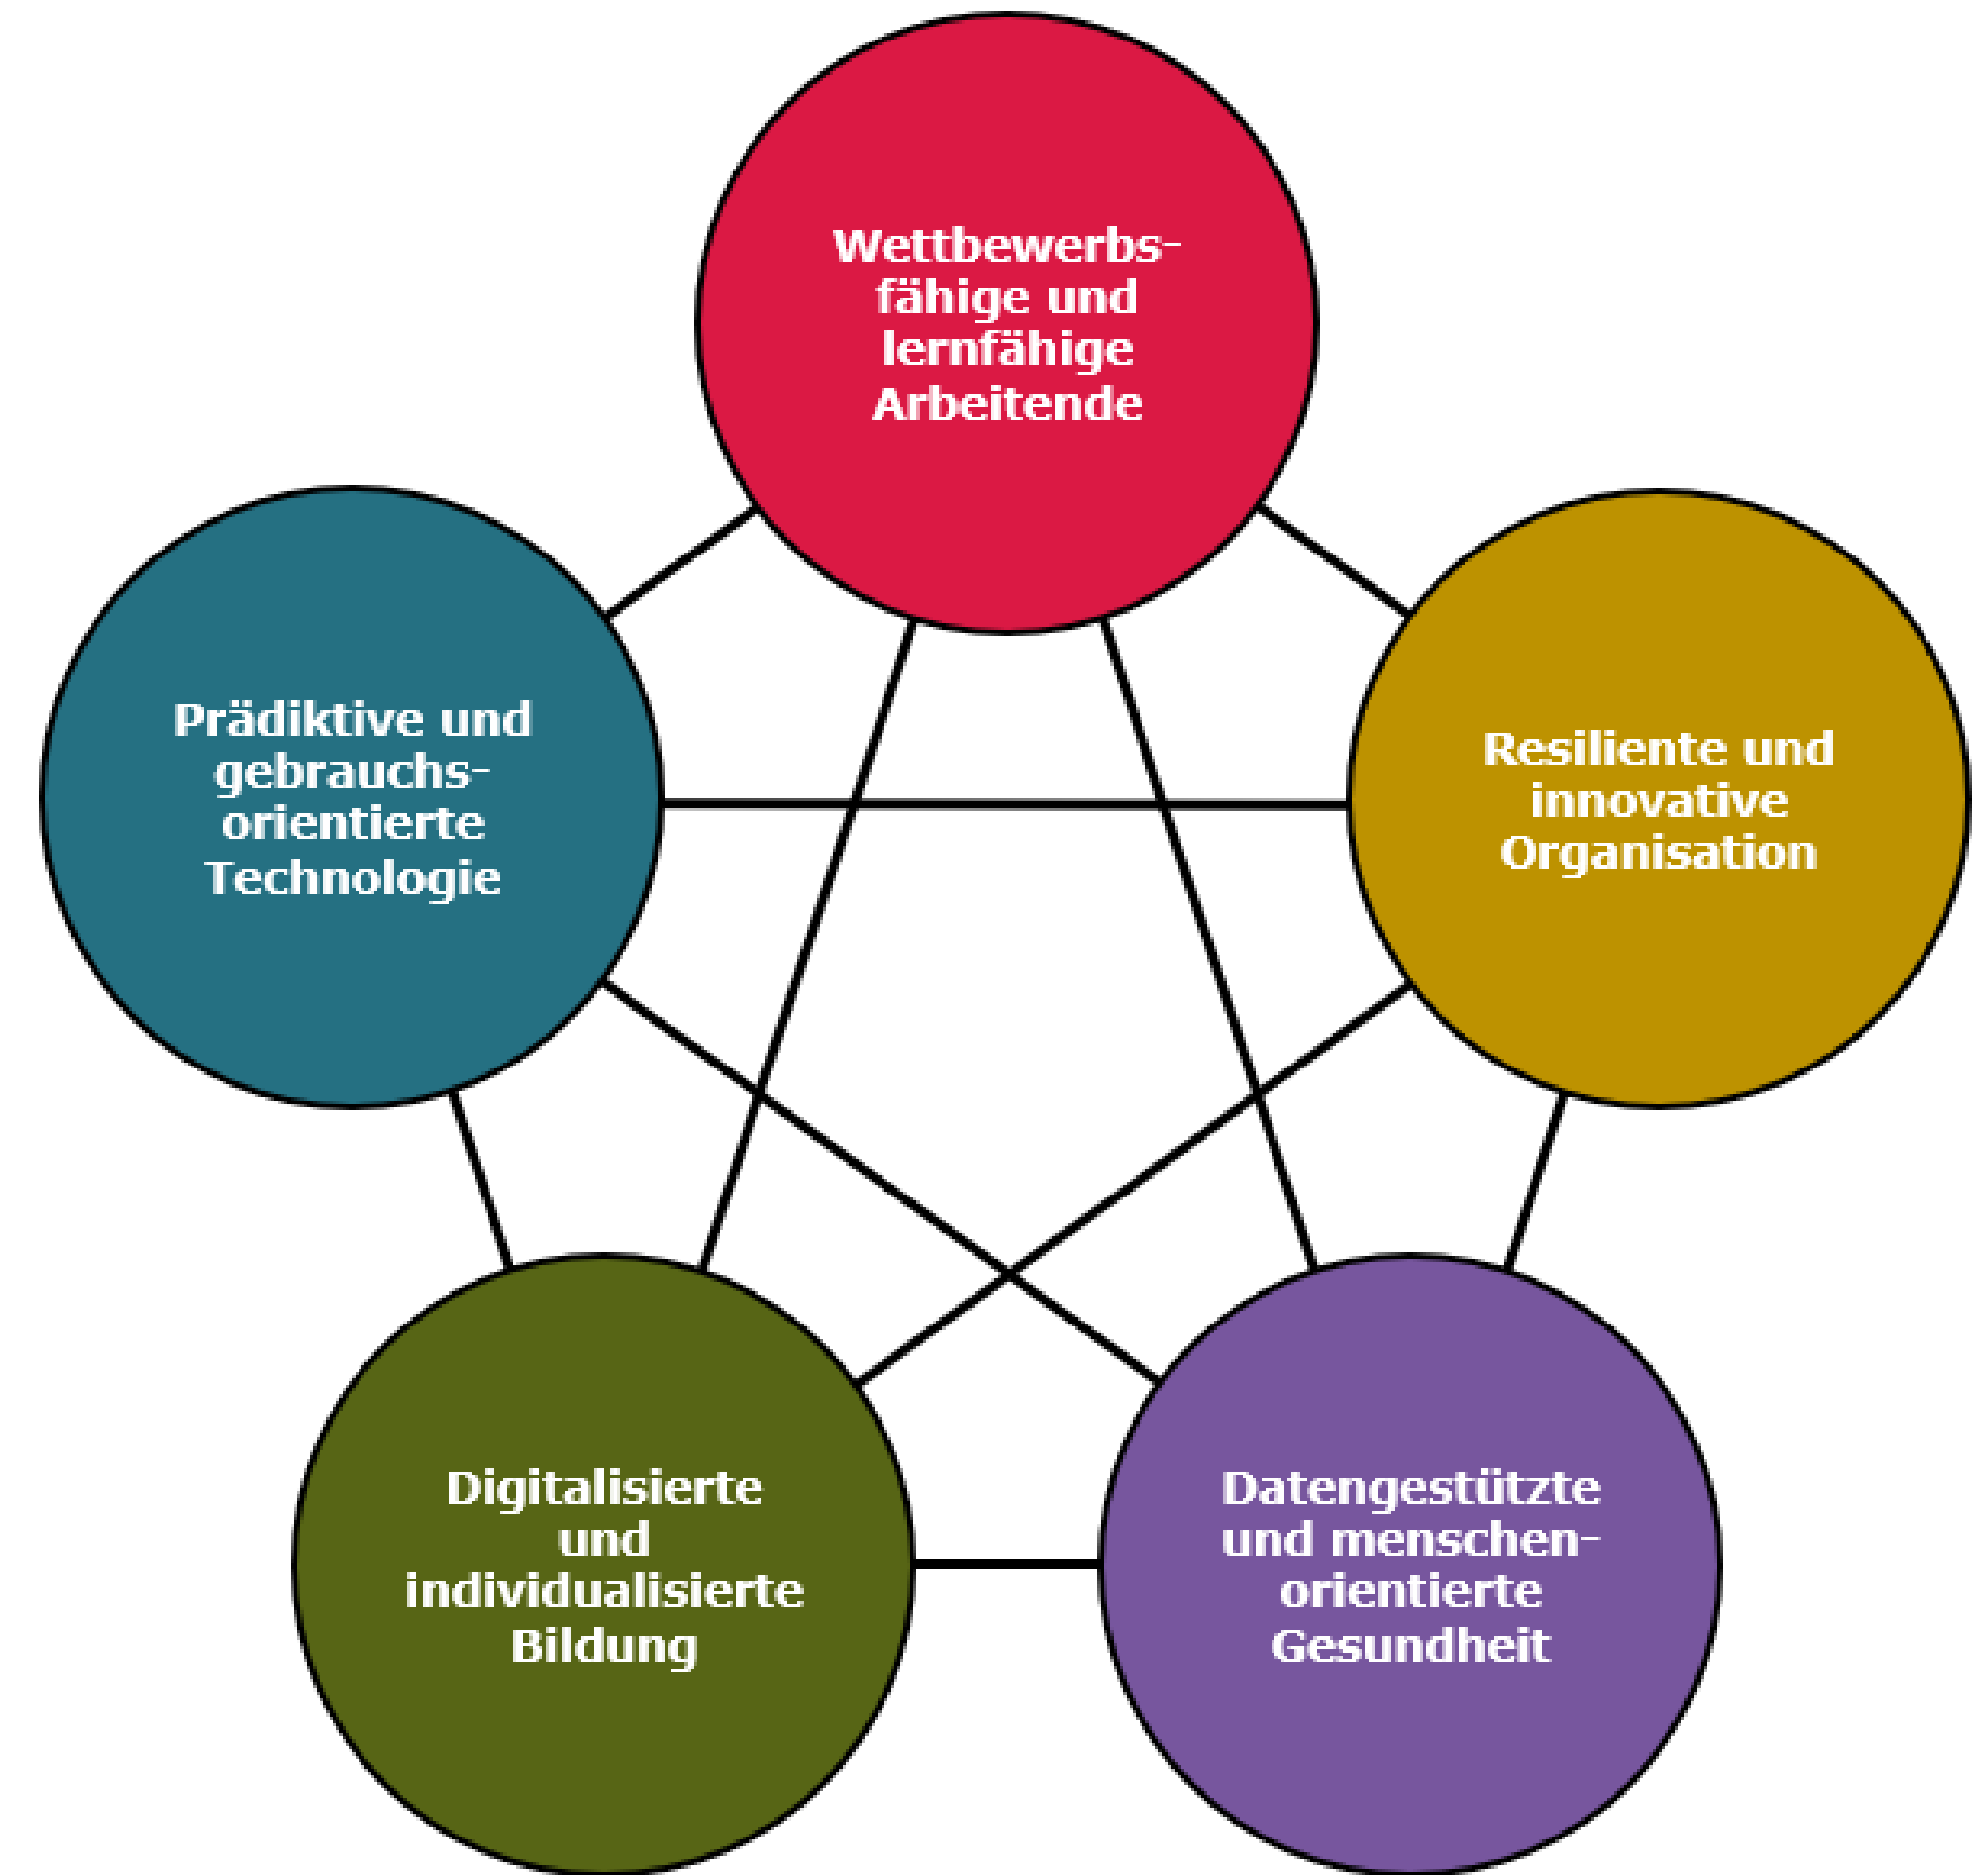 Wettbewerbs-
fähige und
lernfähige
Arbeitende
Prädiktive und
gebrauchs-
orientierte
Technologie
Resiliente und
innovative
Organisation
Digitalisierte
und
individualisierte
Bildung
Datengestützte
und menschen-
orientierte
Gesundheit